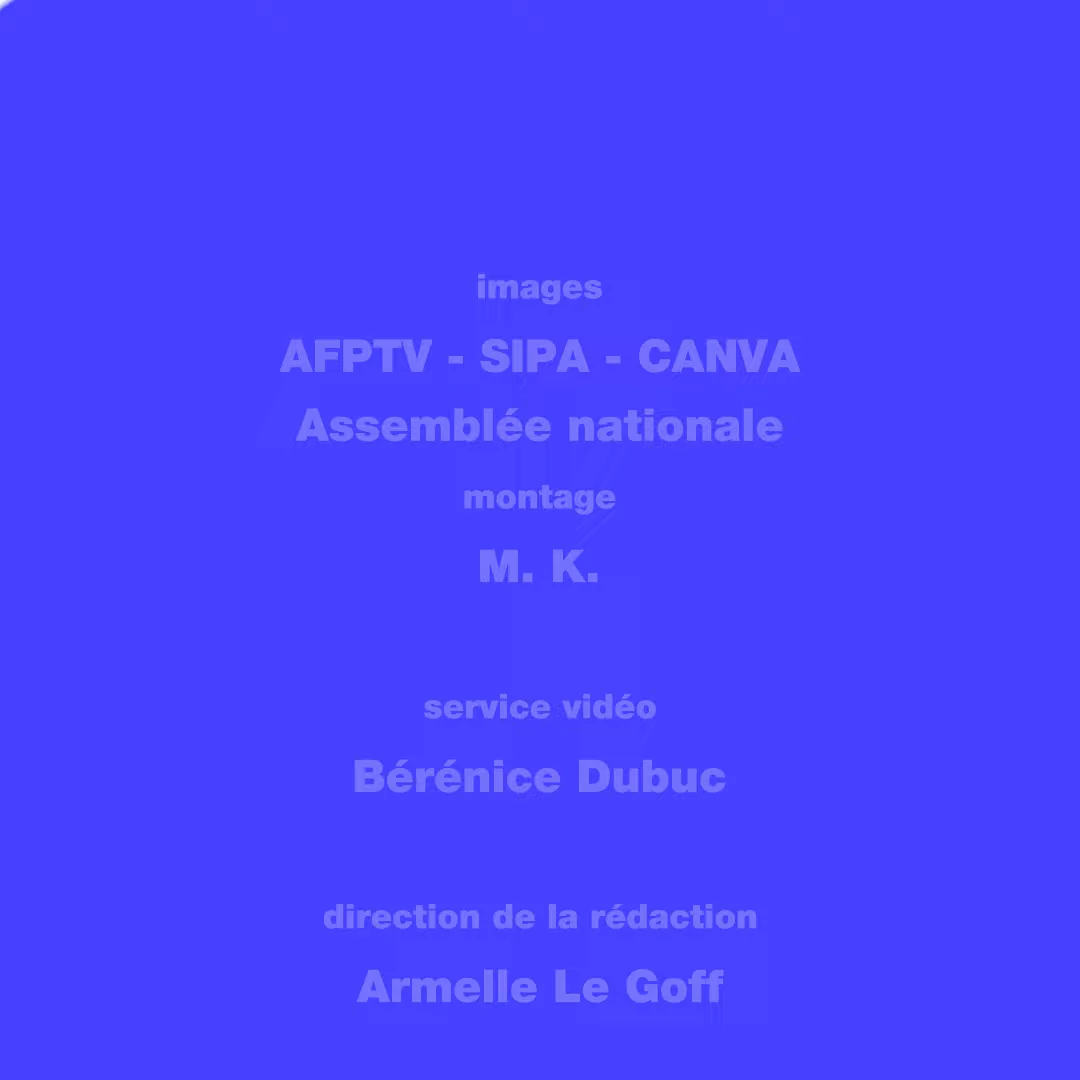 images
AFPTV - SIPA - CANVA
Assemblée nationale
montage
M. K.
service vidéo
Bérénice Dubuc
direction de la rédaction
Armelle Le Goff